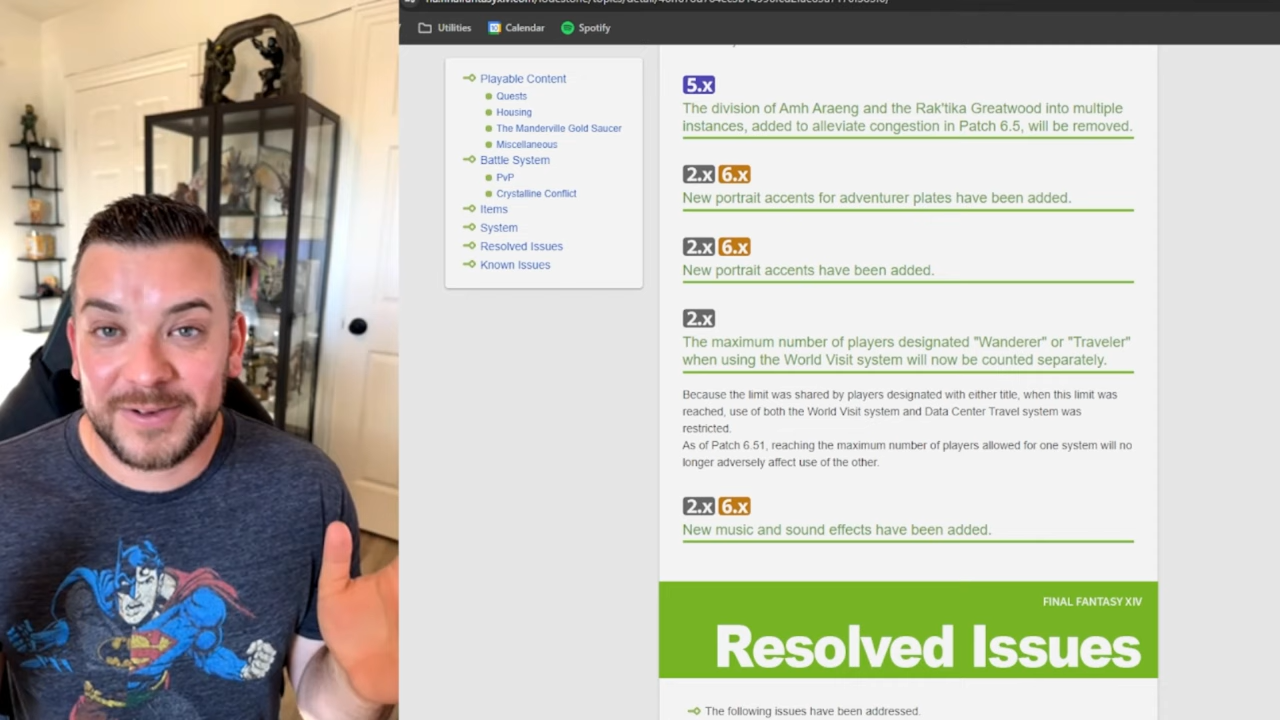 Utilities
Calendar
Spotify
Playable Content
Quests
Housing
The Manderville Gold Saucer
Miscellaneous
Battle System
PvP
Crystalline Conflict
Items
System
Resolved Issues
Known Issues
5.x
The division of Amh Araeng and the Rak'tika Greatwood into multiple
instances, added to alleviate congestion in Patch 6.5, will be removed.
2.x 6.x
New portrait accents for adventurer plates have been added.
2.x 6.x
New portrait accents have been added.
2.x
The maximum number of players designated "Wanderer" or "Traveler"
when using the World Visit system will now be counted separately.
Because the limit was shared by players designated with either title, when this limit was
reached, use of both the World Visit system and Data Center Travel system was
restricted.
As of Patch 6.51, reaching the maximum number of players allowed for one system will no
longer adversely affect use of the other.
2.x 6.x
New music and sound effects have been added.
FINAL FANTASY XIV
Resolved Issues
The following issues have been addressed.